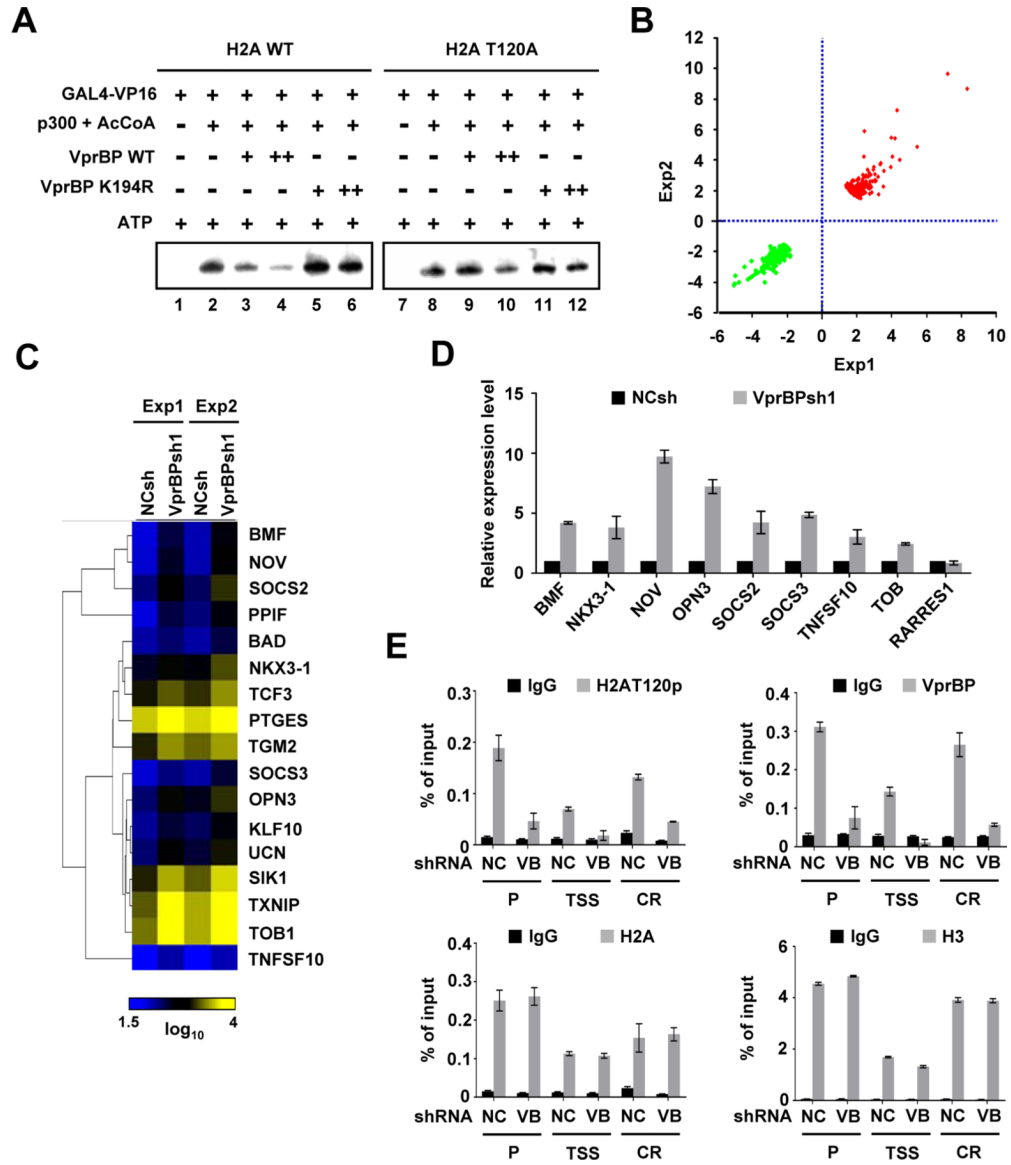 A
H2A WT H2A T120A
GAL4-VP16 + + + + + + + + + + + +
p300 + AcCoA - + + + + + - + + + + +
VprBP WT - - + ++ - - - - + ++ - -
VprBP K194R - - - - + ++ - - - - + ++
ATP + + + + + + + + + + + +
1 2 3 4 5 6 7 8 9 10 11 12
B
12
10
8
6
4
2
0
-2
-4
-6
Exp2
-6 -4 -2 0 2 4 6 8 10
Exp1
C
Exp1 Exp2
NCsh VprBPsh1 NCsh VprBPsh1
BMF
NOV
SOCS2
PPIF
BAD
NKX3-1
TCF3
PTGES
TGM2
SOCS3
OPN3
KLF10
UCN
SIK1
TXNIP
TOB1
TNFSF10
1.5 log10 4
D
NCsh VprBPsh1
Relative expression level
15
10
5
0
BMF NKX3-1 NOV OPN3 SOCS2 SOCS3 TNFSF10 TOB RARRES1
E
IgG H2AT120p
% of input
0.3
0.2
0.1
0
shRNA NC VB NC VB NC VB
P TSS CR
IgG VprBP
% of input
0.4
0.3
0.2
0.1
0
shRNA NC VB NC VB NC VB
P TSS CR
IgG H2A
% of input
0.4
0.3
0.2
0.1
0
shRNA NC VB NC VB NC VB
P TSS CR
IgG H3
% of input
6
4
2
0
shRNA NC VB NC VB NC VB
P TSS CR